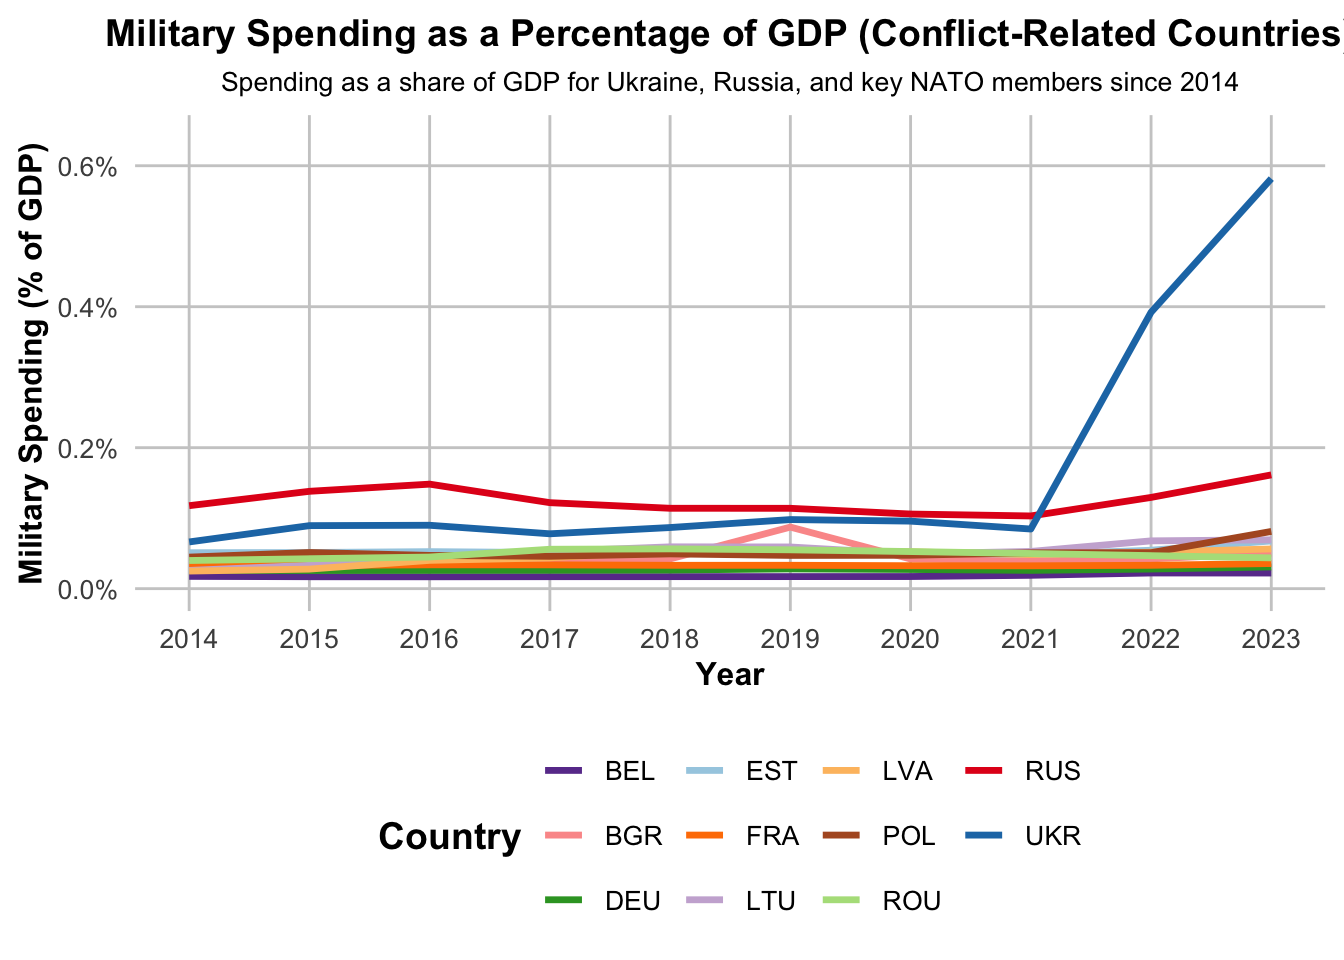 Military Spending as a Percentage of GDP (Conflict-Related Countries)
Spending as a share of GDP for Ukraine, Russia, and key NATO members since 2014
Military Spending (% of GDP)
0.6%
0.4%
0.2%
0.0%
2014 2015 2016 2017 2018 2019 2020 2021 2022 2023
Year
Country
BEL EST LVA RUS
BGR FRA POL UKR
DEU LTU ROU